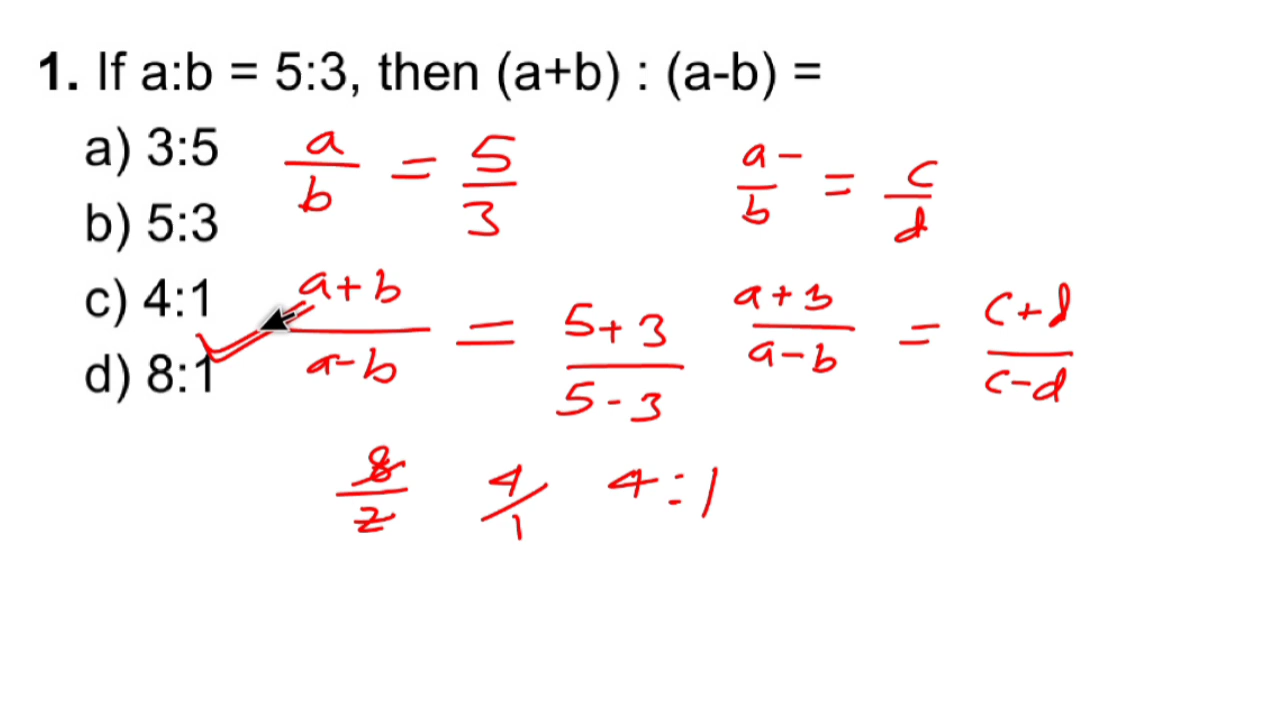 1. If a:b = 5:3, then (a+b) : (a-b) =
a) 3:5
b) 5:3
c) 4:1
d) 8:1
a/b = 5/3
a+b/a-b = 5+3/5-3
8/2 4/1 4:1
a-/b = c/d
a+3/a-b = c+d/c-d